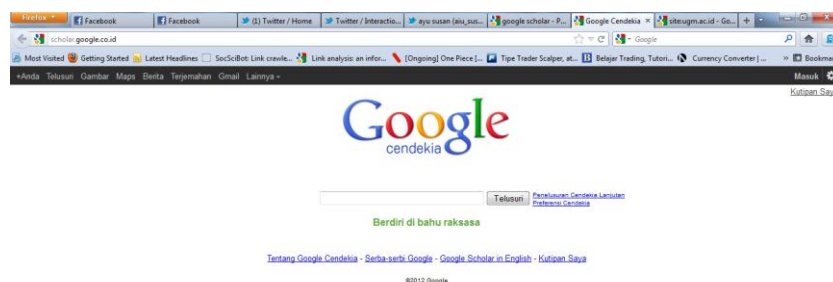 Firefox
Facebook
Facebook
(1) Twitter / Home
Twitter / Interactio...
ayu susan (aiu_sus...
google scholar - P...
Google Cendekia
site:ugm.ac.id - Go...
scholar.google.co.id
Google
Most Visited
Getting Started
Latest Headlines
SocSciBot: Link crawle...
Link analysis: an infor...
[Ongoing] One Piece [...
Tipe Trader Scalper, at...
Belajar Trading, Tutori...
Currency Converter | ...
Bookma
+Anda Telusuri Gambar Maps Berita Terjemahan Gmail Lainnya
Masuk
Kutipan Say
Google
cendekia
Telusuri
Penelusuran Cendekia Lanjutan
Preferensi Cendekia
Berdiri di bahu raksasa
Tentang Google Cendekia - Serba-serbi Google - Google Scholar in English - Kutipan Saya
©2012 Google